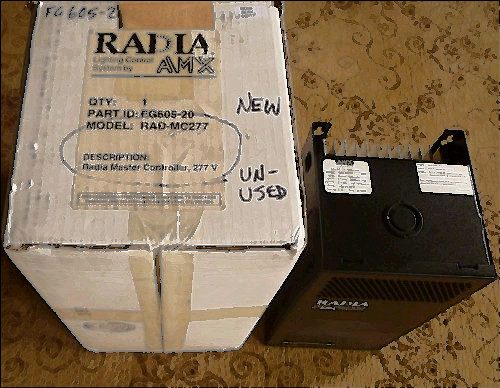 FG605-2
RADIA
Lighting Control
System by AMX
NEW
QTY: 1
PART ID: FG605-20
MODEL: RAD-MC277
DESCRIPTION:
Radia Master Controller, 277 V
UN-
USED
RADIA